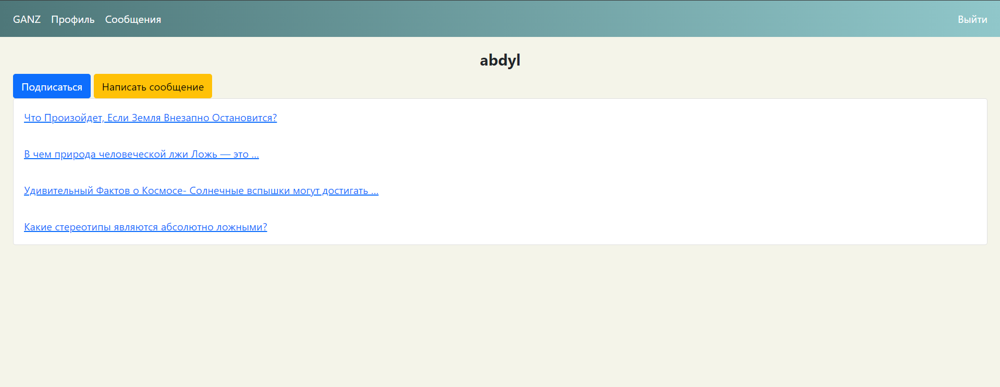 GANZ Профиль Сообщения Выйти
abdyl
Подписаться Написать сообщение
Что Произойдет, Если Земля Внезапно Остановится?
В чем природа человеческой лжи Ложь — это ...
Удивительный Фактов о Космосе- Солнечные вспышки могут достигать ...
Какие стереотипы являются абсолютно ложными?